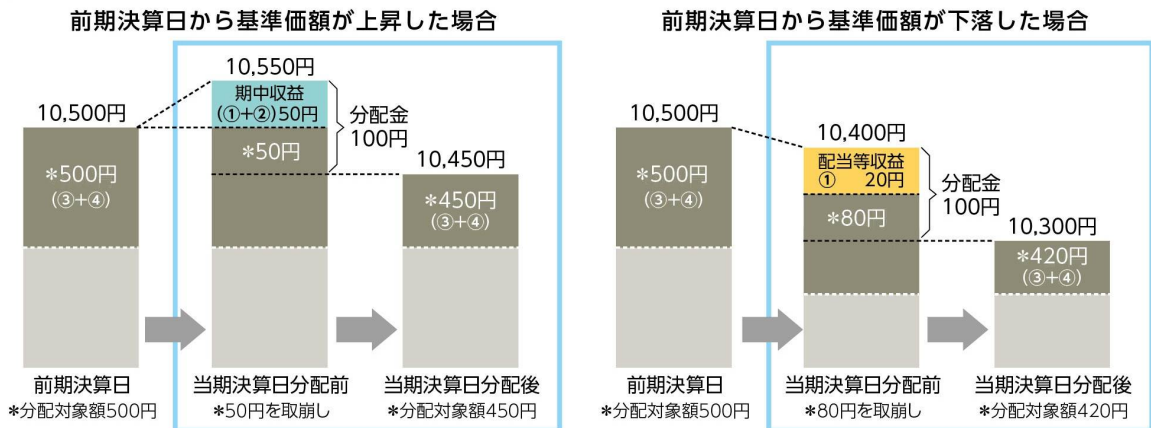 前期決算日から基準価額が上昇した場合
10,500円
*500円
(③+④)
10,550円
期中収益
(①+②)50円
*50円
分配金
100円
10,450円
*450円
(③+④)
前期決算日
*分配対象額500円
当期決算日分配前
*50円を取崩し
当期決算日分配後
*分配対象額450円
前期決算日から基準価額が下落した場合
10,500円
*500円
(③+④)
10,400円
配当等収益
① 20円
*80円
分配金
100円
10,300円
*420円
(③+④)
前期決算日
*分配対象額500円
当期決算日分配前
*80円を取崩し
当期決算日分配後
*分配対象額420円